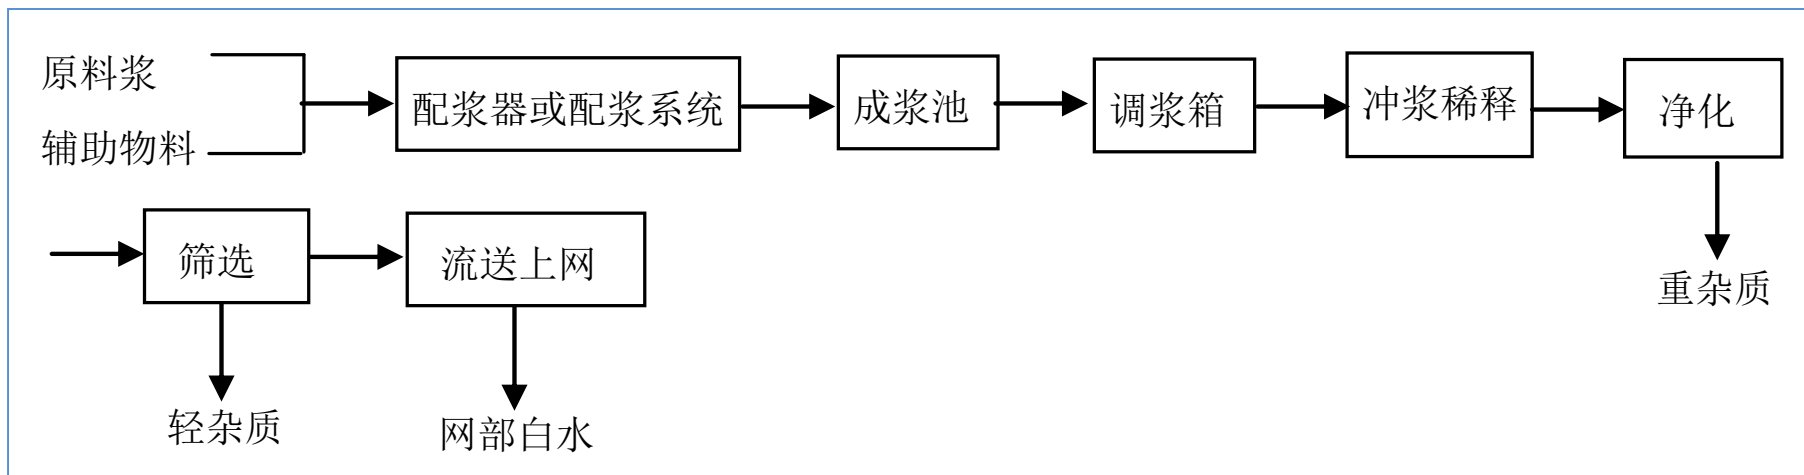 原料浆
辅助物料
配浆器或配浆系统
成浆池
调浆箱
冲浆稀释
净化
重杂质
筛选
流送上网
轻杂质
网部白水